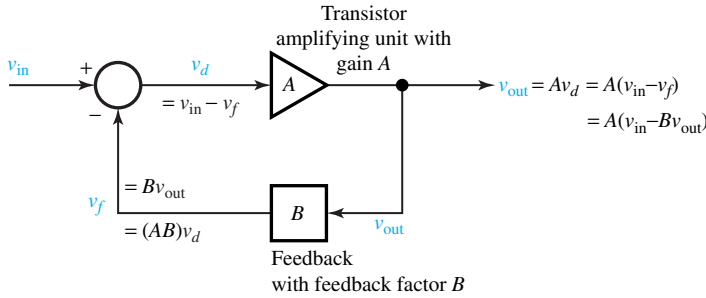 Transistor
amplifying unit with
gain A
v_in
+
−
v_d
= v_in − v_f
A
v_out = Av_d = A(v_in−v_f)
= A(v_in−Bv_out)
v_f
= Bv_out
= (AB)v_d
B
v_out
Feedback
with feedback factor B